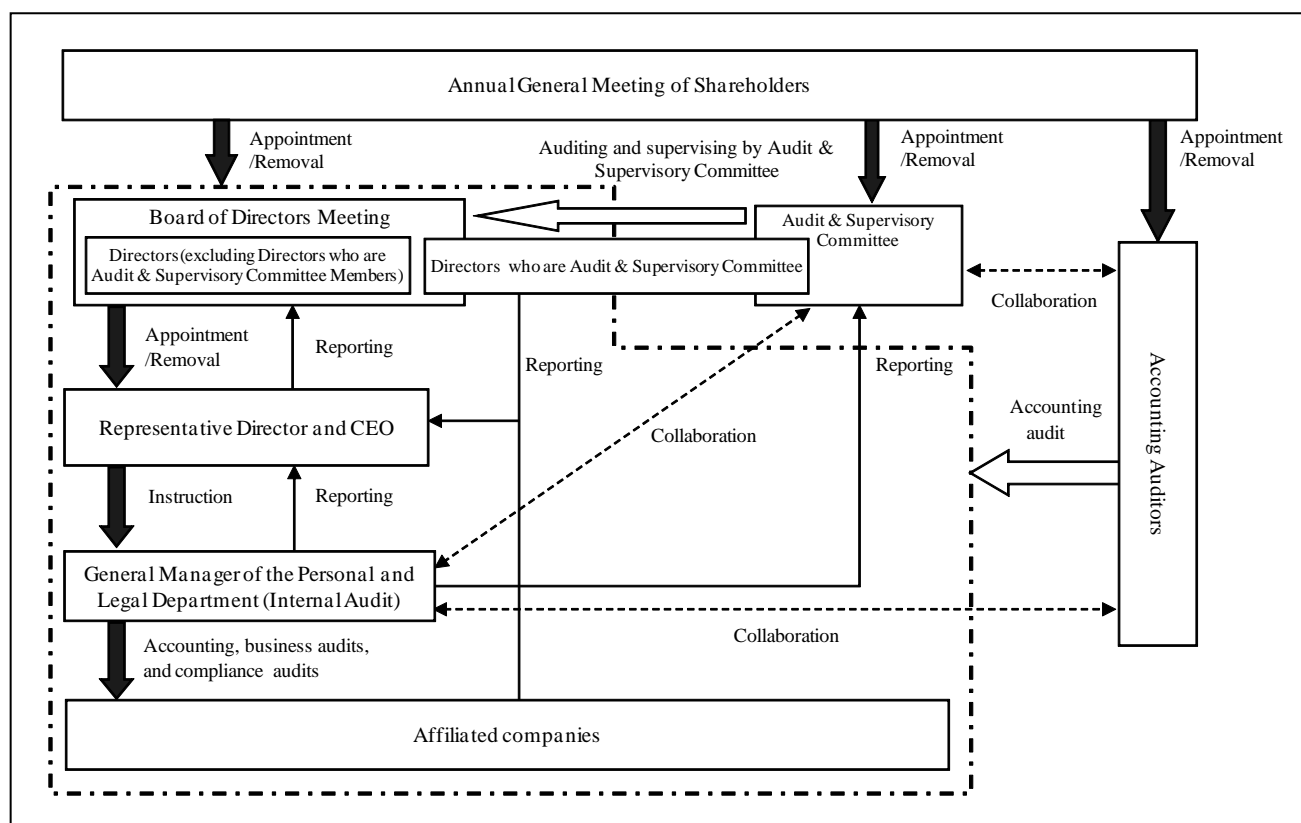 Annual General Meeting of Shareholders
Appointment
/Removal
Auditing and supervising by Audit &
Supervisory Committee
Appointment
/Removal
Appointment
/Removal
Board of Directors Meeting
Directors (excluding Directors who are
Audit & Supervisory Committee Members)
Directors who are Audit & Supervisory Committee
Audit & Supervisory
Committee
Collaboration
Appointment
/Removal
Reporting
Reporting
Reporting
Representative Director and CEO
Collaboration
Accounting
audit
Accounting Auditors
Instruction
Reporting
General Manager of the Personal and
Legal Department (Internal Audit)
Collaboration
Accounting, business audits,
and compliance audits
Affiliated companies